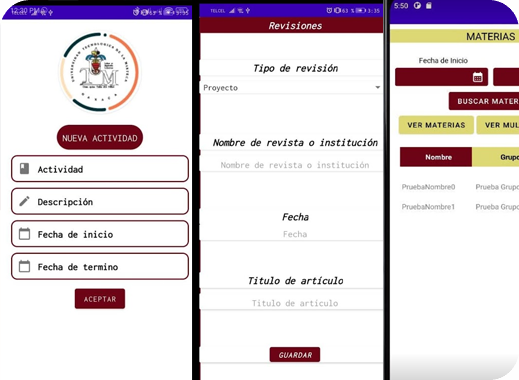 12:30 PM
3:35
UNIVERSIDAD TECNOLÓGICA DE LA MIXTECA
NUEVA ACTIVIDAD
Actividad
Descripción
Fecha de inicio
Fecha de termino
ACEPTAR
TELCEL
63 %
3:35
Revisiones
Tipo de revisión
Proyecto
Nombre de revista o institución
Nombre de revista o institución
Fecha
Fecha
Titulo de artículo
Titulo de artículo
GUARDAR
5:50
MATERIAS
Fecha de Inicio
BUSCAR MATER
VER MATERIAS
VER MUL
Nombre
Grupo
PruebaNombre0
Prueba Grupo
PruebaNombre1
Prueba Grupo